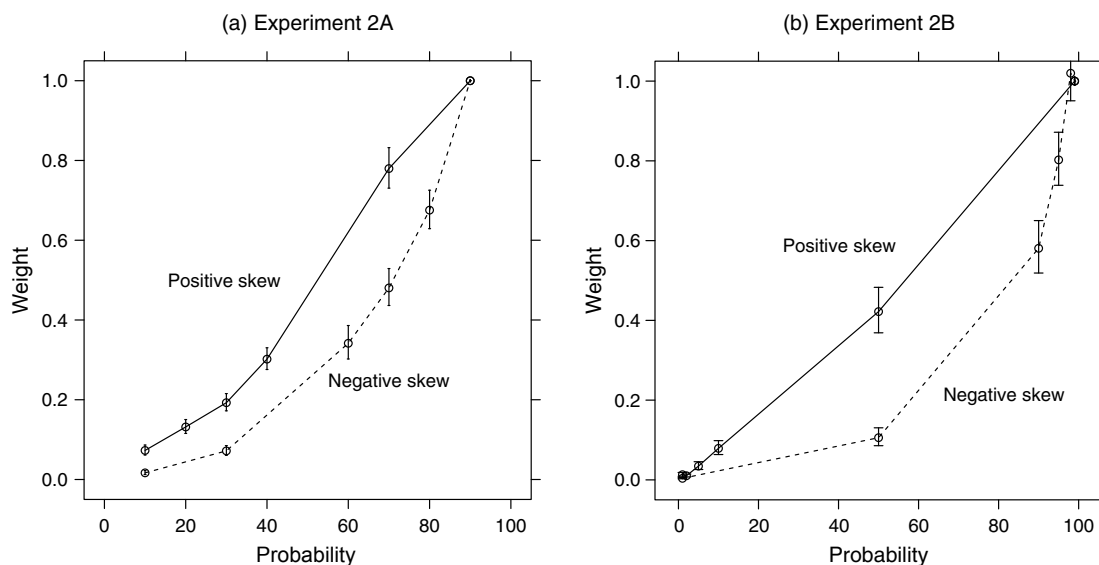 (a) Experiment 2A
(b) Experiment 2B
Weight
1.0
0.8
0.6
0.4
0.2
0.0
Positive skew
Negative skew
0 20 40 60 80 100
Probability
Weight
1.0
0.8
0.6
0.4
0.2
0.0
Positive skew
Negative skew
0 20 40 60 80 100
Probability